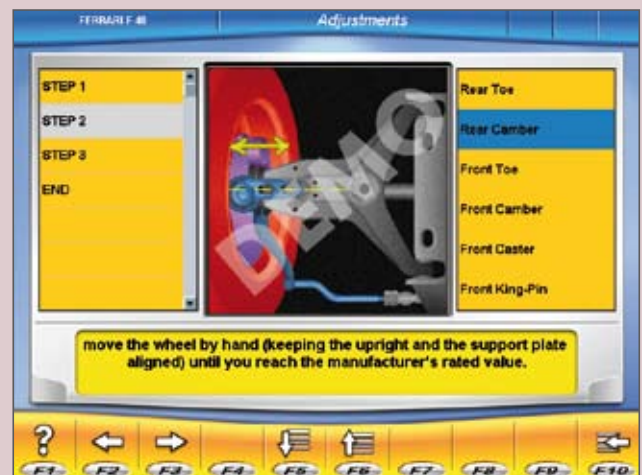 FERRARI F 40
Adjustments
STEP 1
STEP 2
STEP 3
END
DEMO
Rear Toe
Rear Camber
Front Toe
Front Camber
Front Caster
Front King-Pin
move the wheel by hand (keeping the upright and the support plate
aligned) until you reach the manufacturer's rated value.
?
F1 F2 F3 F4 F5 F6 F7 F8 F9 F10